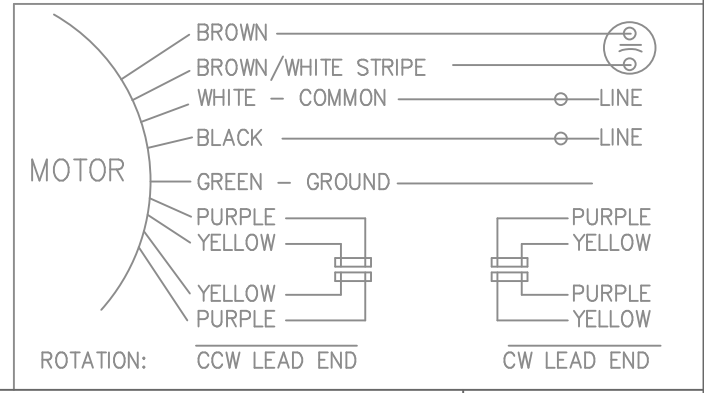 BROWN
BROWN/WHITE STRIPE
WHITE - COMMON LINE
BLACK LINE
MOTOR
GREEN - GROUND
PURPLE PURPLE
YELLOW YELLOW
YELLOW PURPLE
PURPLE YELLOW
ROTATION: CCW LEAD END CW LEAD END